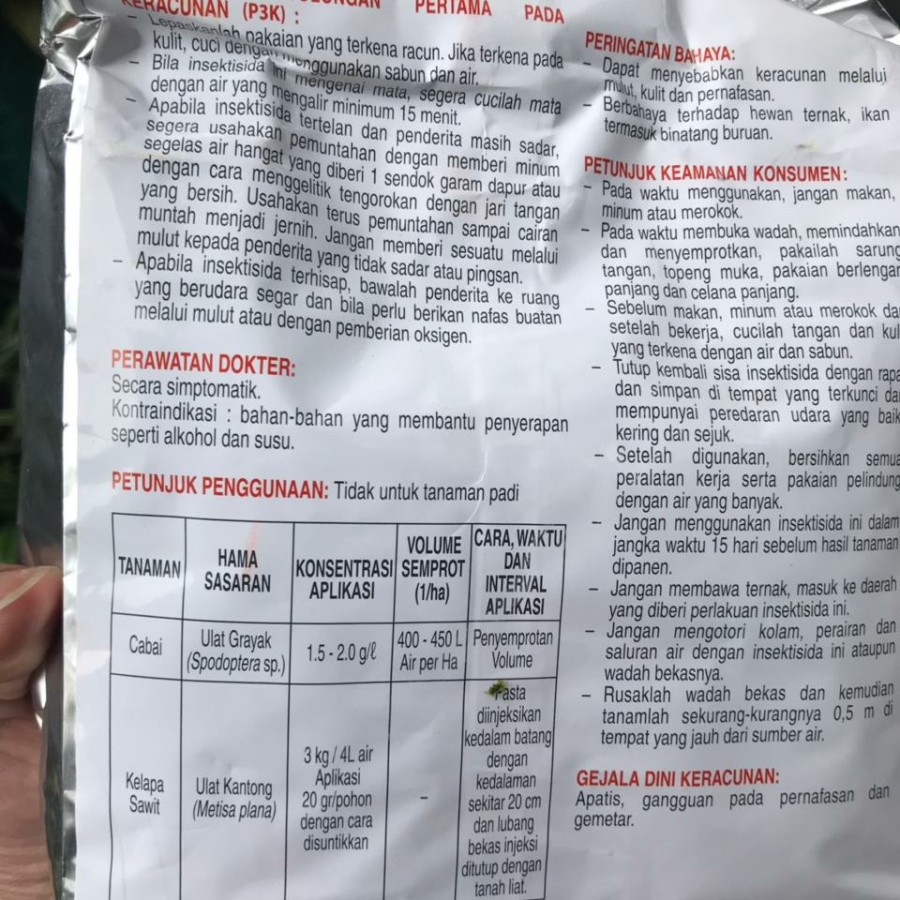 PERTAMA PADA
KERACUNAN (P3K) :
– Lepaskanlah pakaian yang terkena racun. Jika terkena pada
kulit, cuci dengan menggunakan sabun dan air.
– Bila insektisida ini mengenai mata, segera cucilah mata
dengan air yang mengalir minimum 15 menit.
– Apabila insektisida tertelan dan penderita masih sadar,
segera usahakan pemuntahan dengan memberi minum
segelas air hangat yang diberi 1 sendok garam dapur atau
dengan cara menggelitik tengorokan dengan jari tangan
yang bersih. Usahakan terus pemuntahan sampai cairan
muntah menjadi jernih. Jangan memberi sesuatu melalui
mulut kepada penderita yang tidak sadar atau pingsan.
– Apabila insektisida terhisap, bawalah penderita ke ruang
yang berudara segar dan bila perlu berikan nafas buatan
melalui mulut atau dengan pemberian oksigen.
PERAWATAN DOKTER:
Secara simptomatik.
Kontraindikasi : bahan-bahan yang membantu penyerapan
seperti alkohol dan susu.
PETUNJUK PENGGUNAAN: Tidak untuk tanaman padi
TANAMAN
HAMA
SASARAN
KONSENTRASI
APLIKASI
VOLUME
SEMPROT
(1/ha)
CARA, WAKTU
DAN
INTERVAL
APLIKASI
Cabai
Ulat Grayak
(Spodoptera sp.)
1.5 - 2.0 g/ℓ
400 - 450 L
Air per Ha
Penyemprotan
Volume
Kelapa
Sawit
Ulat Kantong
(Metisa plana)
3 kg / 4L air
Aplikasi
20 gr/pohon
dengan cara
disuntikkan
–
Pasta
diinjeksikan
kedalam batang
dengan
kedalaman
sekitar 20 cm
dan lubang
bekas injeksi
ditutup dengan
tanah liat.
PERINGATAN BAHAYA:
– Dapat menyebabkan keracunan melalui
mulut, kulit dan pernafasan.
– Berbahaya terhadap hewan ternak, ikan
termasuk binatang buruan.
PETUNJUK KEAMANAN KONSUMEN:
– Pada waktu menggunakan, jangan makan,
minum atau merokok.
– Pada waktu membuka wadah, memindahkan
dan menyemprotkan, pakailah sarung
tangan, topeng muka, pakaian berlengan
panjang dan celana panjang.
– Sebelum makan, minum atau merokok da
setelah bekerja, cucilah tangan dan kul
yang terkena dengan air dan sabun.
– Tutup kembali sisa insektisida dengan rapa
dan simpan di tempat yang terkunci da
mempunyai peredaran udara yang baik
kering dan sejuk.
– Setelah digunakan, bersihkan semua
peralatan kerja serta pakaian pelindung
dengan air yang banyak.
– Jangan menggunakan insektisida ini dalam
jangka waktu 15 hari sebelum hasil tanaman
dipanen.
– Jangan membawa ternak, masuk ke daerah
yang diberi perlakuan insektisida ini.
– Jangan mengotori kolam, perairan dan
saluran air dengan insektisida ini ataupun
wadah bekasnya.
– Rusaklah wadah bekas dan kemudian
tanamlah sekurang-kurangnya 0,5 m di
tempat yang jauh dari sumber air.
GEJALA DINI KERACUNAN:
Apatis, gangguan pada pernafasan dan
gemetar.